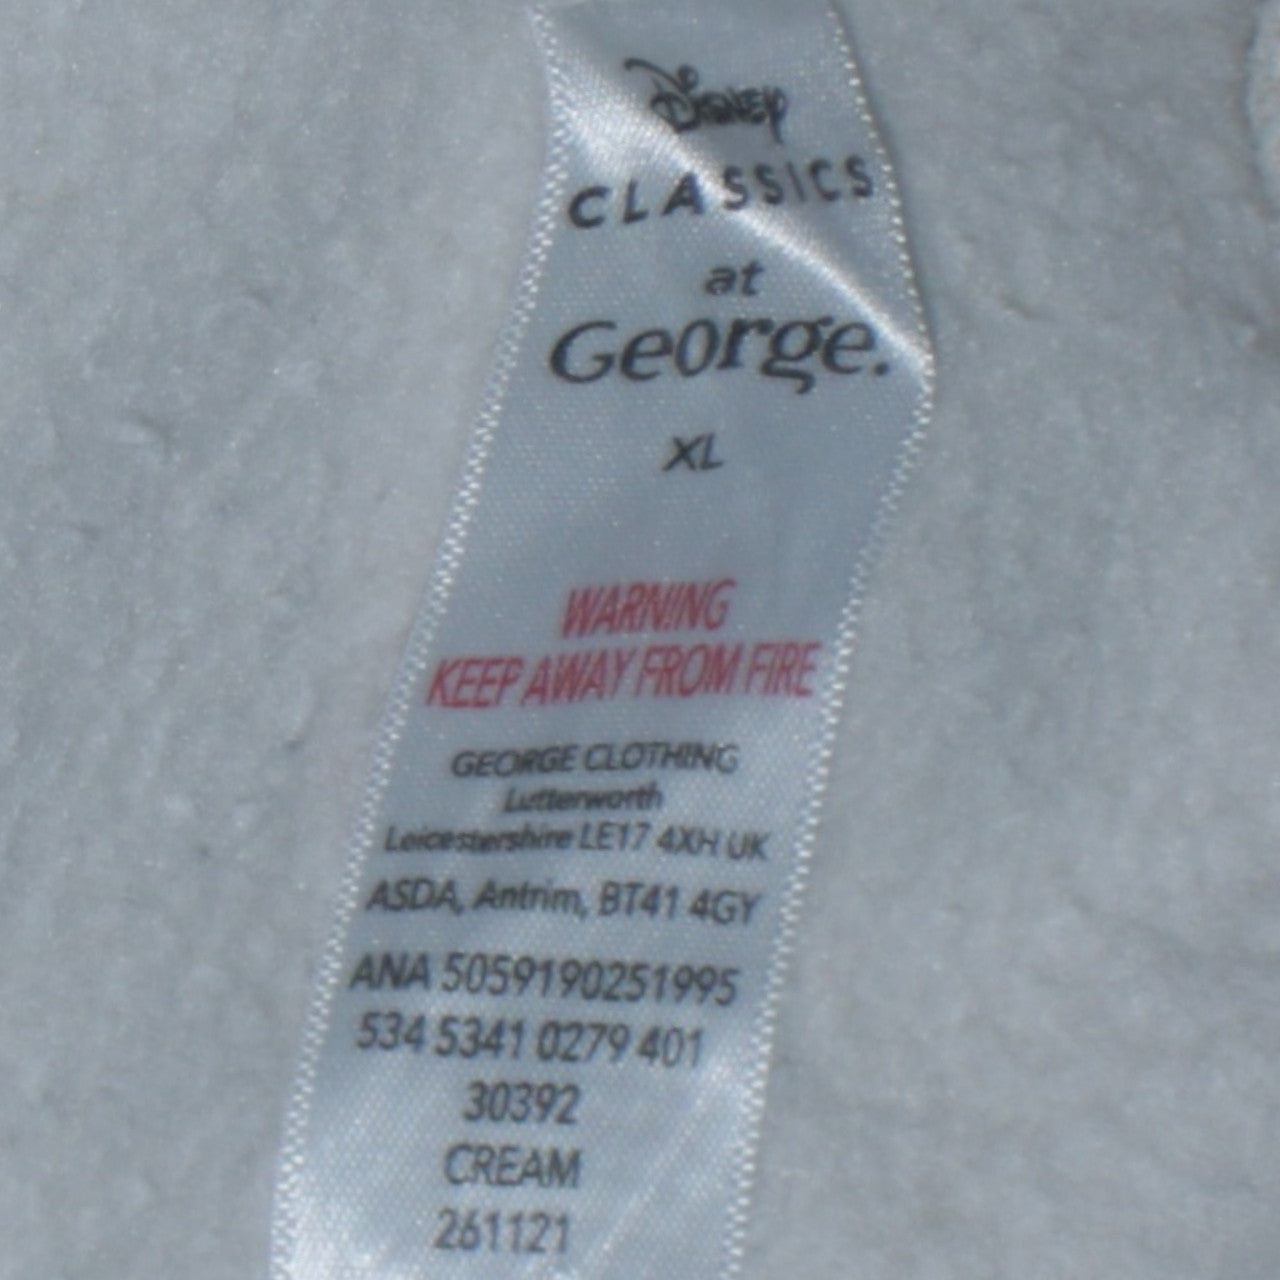 DISNEY
CLASSICS
at
George.
XL
WARNING
KEEP AWAY FROM FIRE
GEORGE CLOTHING
Lutterworth
Leicestershire LE17 4XH UK
ASDA, Antrim, BT41 4GY
ANA 5059190251995
534 5341 0279 401
30392
CREAM
261121